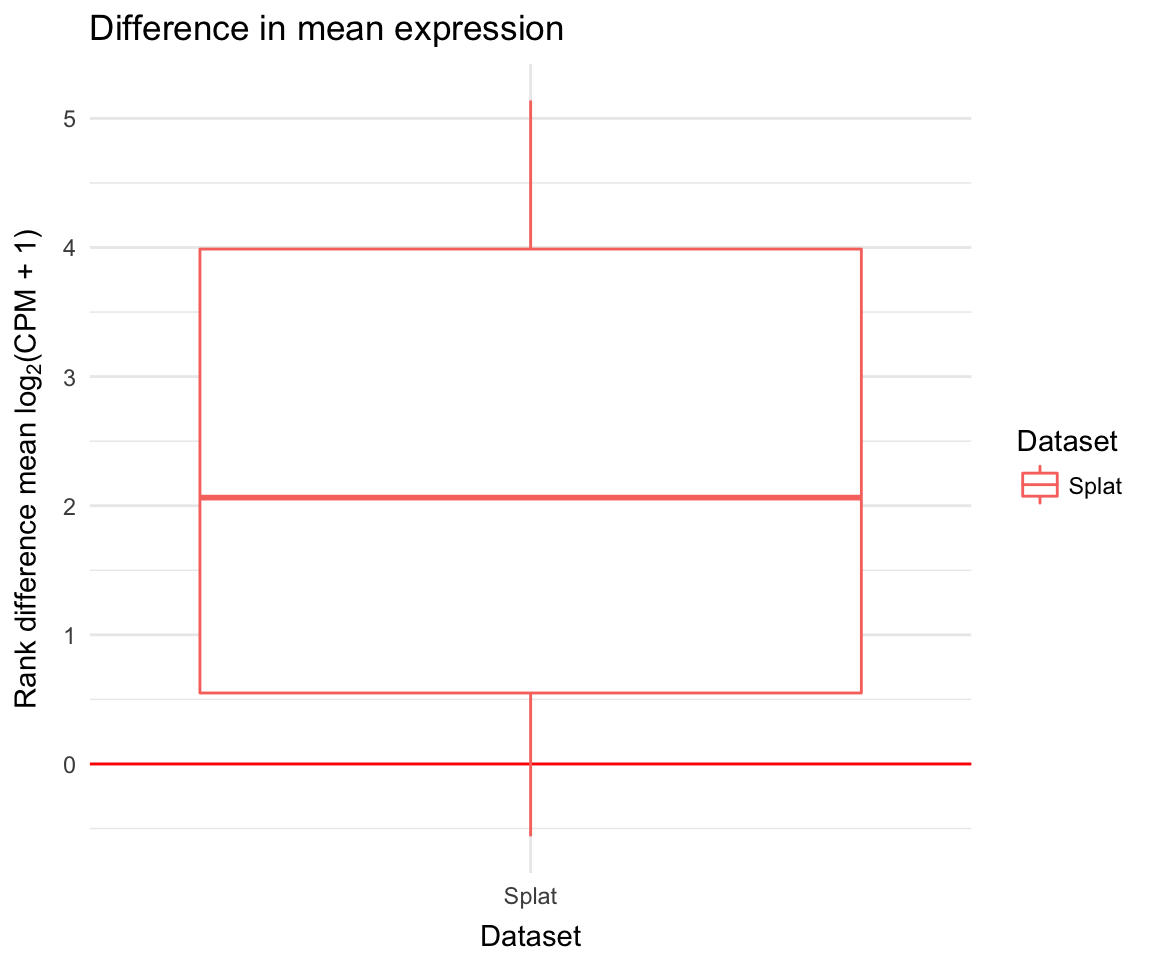 Difference in mean expression
Rank difference mean log₂(CPM + 1)
5
4
3
2
1
0
Splat
Dataset
Dataset
Splat